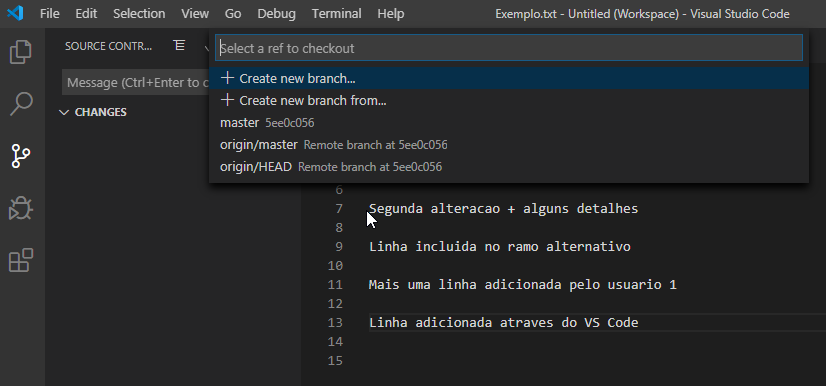 File Edit Selection View Go Debug Terminal Help Exemplo.txt - Untitled (Workspace) - Visual Studio Code
SOURCE CONTR...
Select a ref to checkout
Message (Ctrl+Enter to c
+ Create new branch...
CHANGES
+ Create new branch from...
master 5ee0c056
origin/master Remote branch at 5ee0c056
origin/HEAD Remote branch at 5ee0c056
6
7 Segunda alteracao + alguns detalhes
8
9 Linha incluida no ramo alternativo
10
11 Mais uma linha adicionada pelo usuario 1
12
13 Linha adicionada atraves do VS Code
14
15